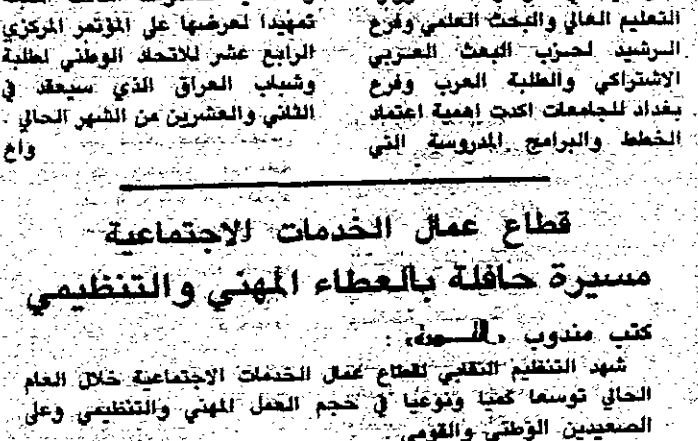 التعليم العالي والبحث العلمي وفرع
الرشيد لحزب البعث العربي
الاشتراكي والطلبة العرب وفرع
بغداد للجامعات اكدت اهمية اعتماد
الخطط والبرامج المدروسة التي
تمهيدا لعرضها على المؤتمر المركزي
الرابع عشر للاتحاد الوطني لطلبة
وشباب العراق الذي سيعقد في
الثاني والعشرين من الشهر الحالي .
واع
قطاع عمال الخدمات الاجتماعية
مسيرة حافلة بالعطاء المهني والتنظيمي
كتب مندوب :
شهد التنظيم النقابي لقطاع عمال الخدمات الاجتماعية خلال العام
الحالي توسعا كميا ونوعيا في حجم العمل المهني والتنظيمي وعلى
الصعيدين الوطني والقومي